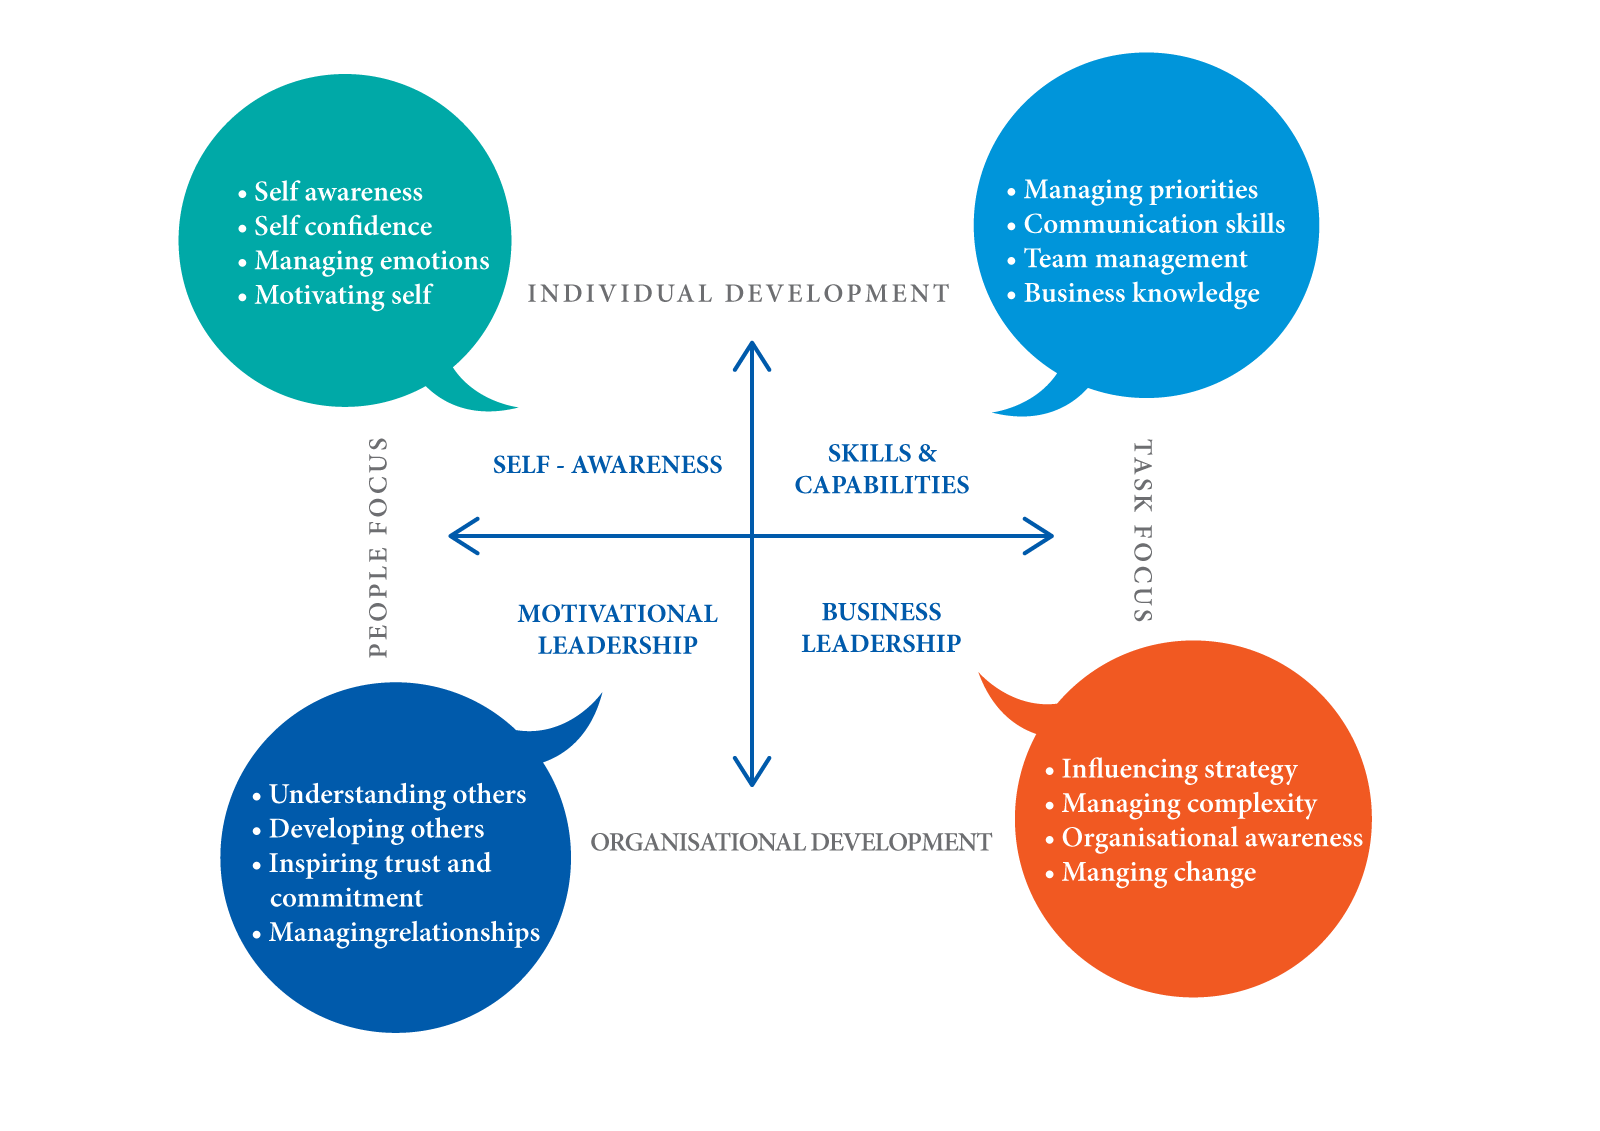 • Self awareness
• Self confidence
• Managing emotions
• Motivating self
• Managing priorities
• Communication skills
• Team management
• Business knowledge
INDIVIDUAL DEVELOPMENT
PEOPLE FOCUS
TASK FOCUS
SELF - AWARENESS
SKILLS &
CAPABILITIES
MOTIVATIONAL
LEADERSHIP
BUSINESS
LEADERSHIP
ORGANISATIONAL DEVELOPMENT
• Understanding others
• Developing others
• Inspiring trust and
commitment
• Managingrelationships
• Influencing strategy
• Managing complexity
• Organisational awareness
• Manging change